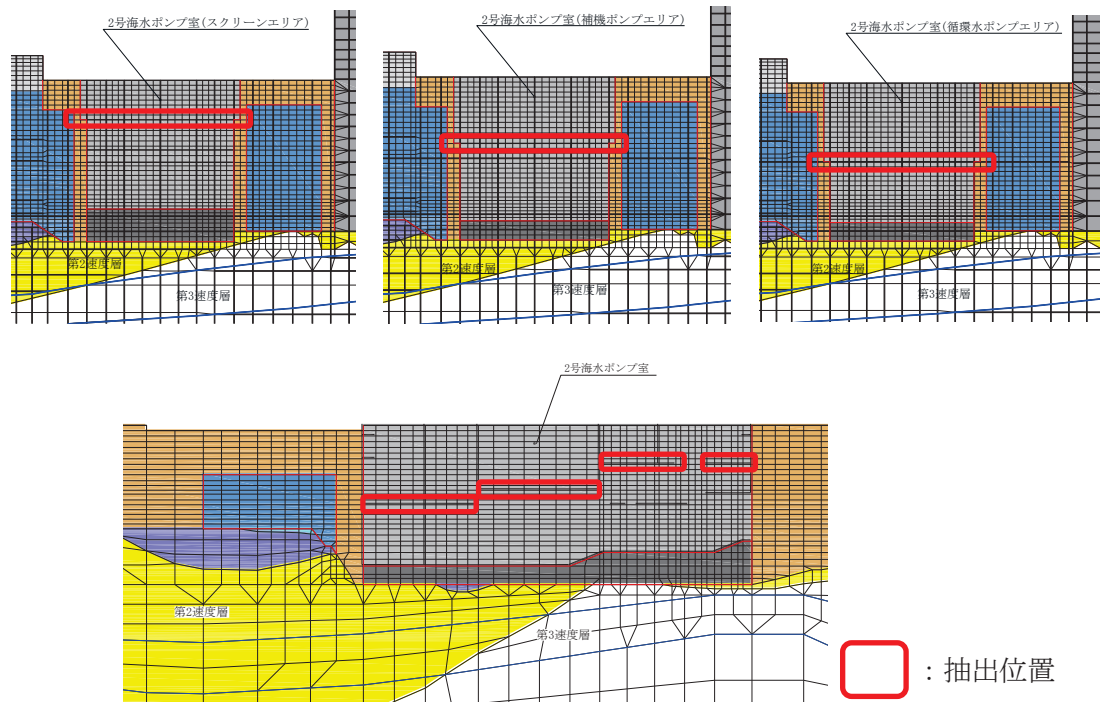 2号海水ポンプ室(スクリーンエリア)
2号海水ポンプ室(補機ポンプエリア)
2号海水ポンプ室(循環水ポンプエリア)
第2速度層
第3速度層
第2速度層
第3速度層
第2速度層
第3速度層
2号海水ポンプ室
第2速度層
第3速度層
：抽出位置